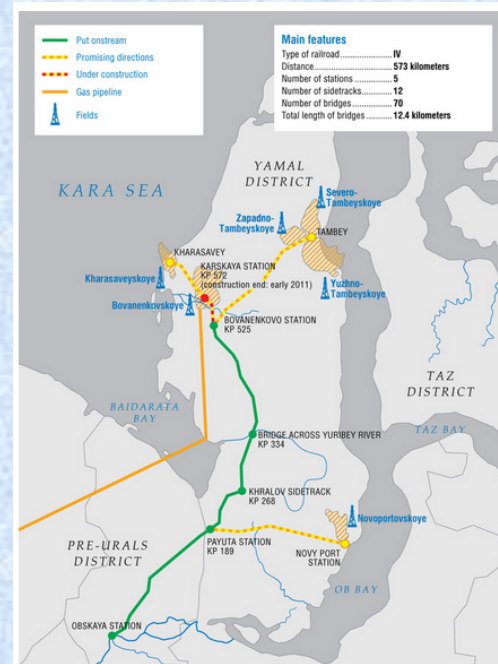 Put onstream
Promising directions
Under construction
Gas pipeline
Fields
Main features
Type of railroad.....................IV
Distance.....................573 kilometers
Number of stations.....................5
Number of sidetracks............12
Number of bridges...................70
Total length of bridges...........12.4 kilometers
KARA SEA
YAMAL
DISTRICT
Severo-
Tambeyskoye
Zapadno-
Tambeyskoye
TAMBEY
KHARASAVEY
KARSKAYA STATION
KP 572
(construction end: early 2011)
Kharasaveyskoye
Yuzhno-
Tambeyskoye
Bovanenkovskoye
BOVANENKOVO STATION
KP 525
TAZ
DISTRICT
BAIDARATA
BAY
TAZ BAY
BRIDGE ACROSS YURIBEY RIVER
KP 334
KHRALOV SIDETRACK
KP 268
Novoportovskoye
PAYUTA STATION
KP 189
PRE-URALS
DISTRICT
NOVY PORT
STATION
OB BAY
OBSKAYA STATION